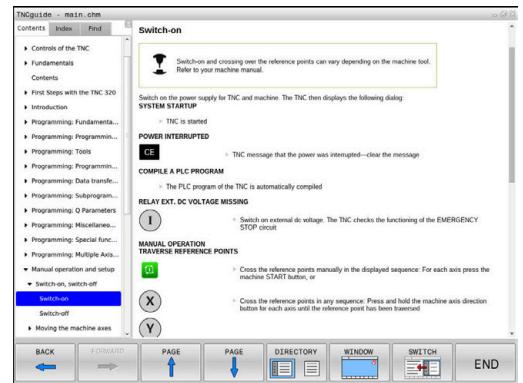 TNCguide - main.chm
Contents Index Find
Controls of the TNC
Fundamentals
Contents
First Steps with the TNC 320
Introduction
Programming: Fundamenta...
Programming: Programmin...
Programming: Tools
Programming: Programmin...
Programming: Data transfe...
Programming: Subprogram...
Programming: Q Parameters
Programming: Miscellaneo...
Programming: Special func...
Programming: Multiple Axis...
Manual operation and setup
Switch-on, switch-off
Switch-on
Switch-off
Moving the machine axes
Switch-on
Switch-on and crossing over the reference points can vary depending on the machine tool.
Refer to your machine manual.
Switch on the power supply for TNC and machine. The TNC then displays the following dialog:
SYSTEM STARTUP
TNC is started
POWER INTERRUPTED
CE
TNC message that the power was interrupted—clear the message
COMPILE A PLC PROGRAM
The PLC program of the TNC is automatically compiled
RELAY EXT. DC VOLTAGE MISSING
I
Switch on external dc voltage. The TNC checks the functioning of the EMERGENCY
STOP circuit
MANUAL OPERATION
TRAVERSE REFERENCE POINTS
Cross the reference points manually in the displayed sequence: For each axis press the
machine START button, or
X
Cross the reference points in any sequence: Press and hold the machine axis direction
button for each axis until the reference point has been traversed
Y
BACK FORWARD PAGE PAGE DIRECTORY WINDOW SWITCH END